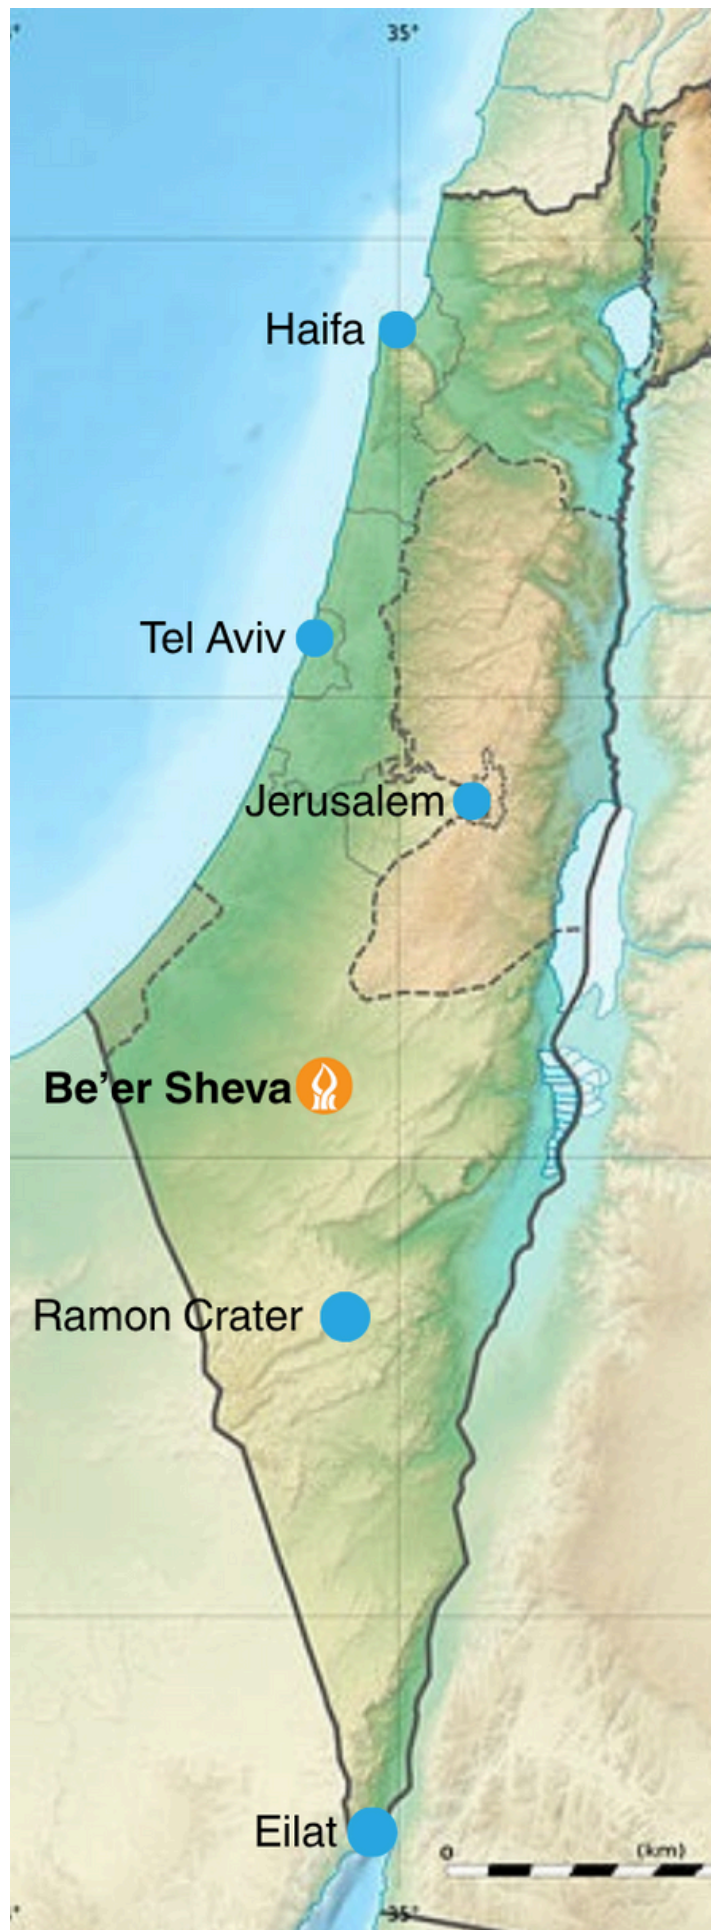 35°
Haifa
Tel Aviv
Jerusalem
Be’er Sheva
Ramon Crater
Eilat
0 (km)
35°